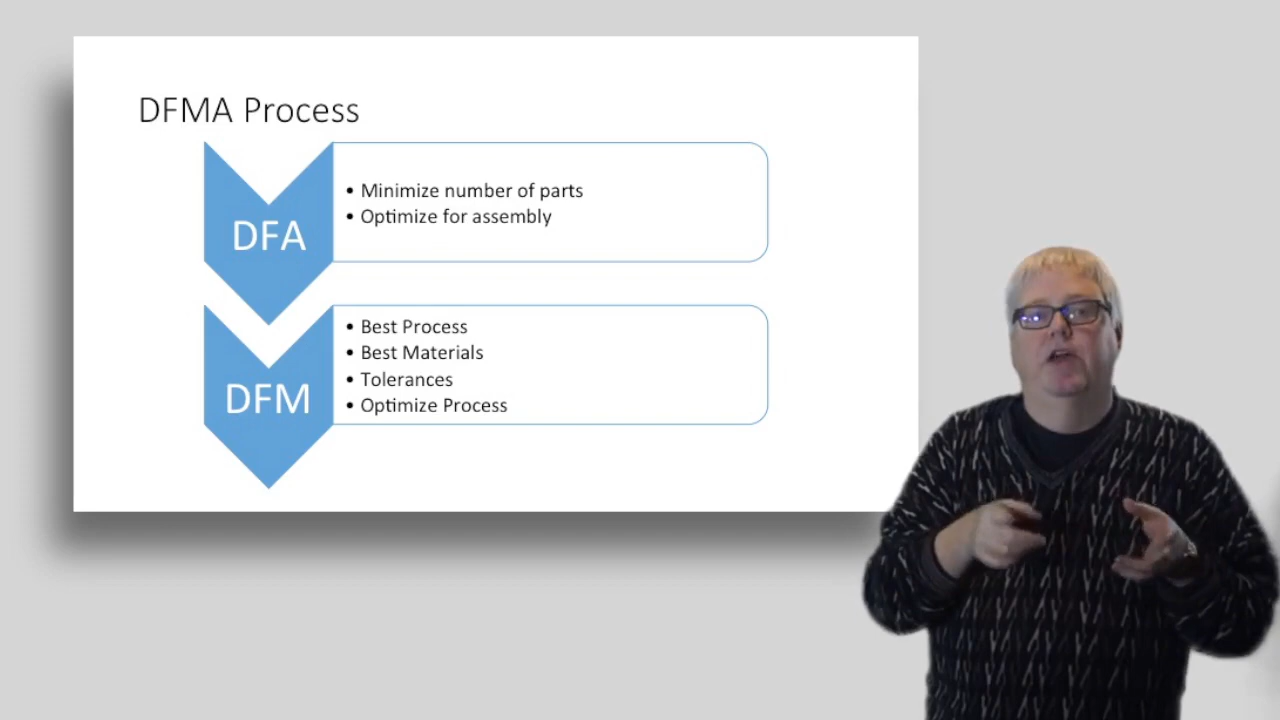 DFMA Process
DFA
• Minimize number of parts
• Optimize for assembly
DFM
• Best Process
• Best Materials
• Tolerances
• Optimize Process